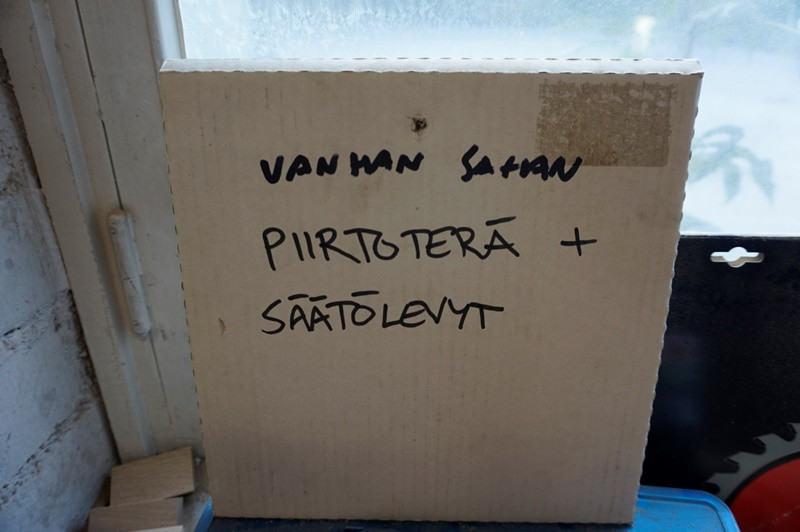 VANHAN SAHAN
PIIRTOTERÄ +
SÄÄTÖLEVYT